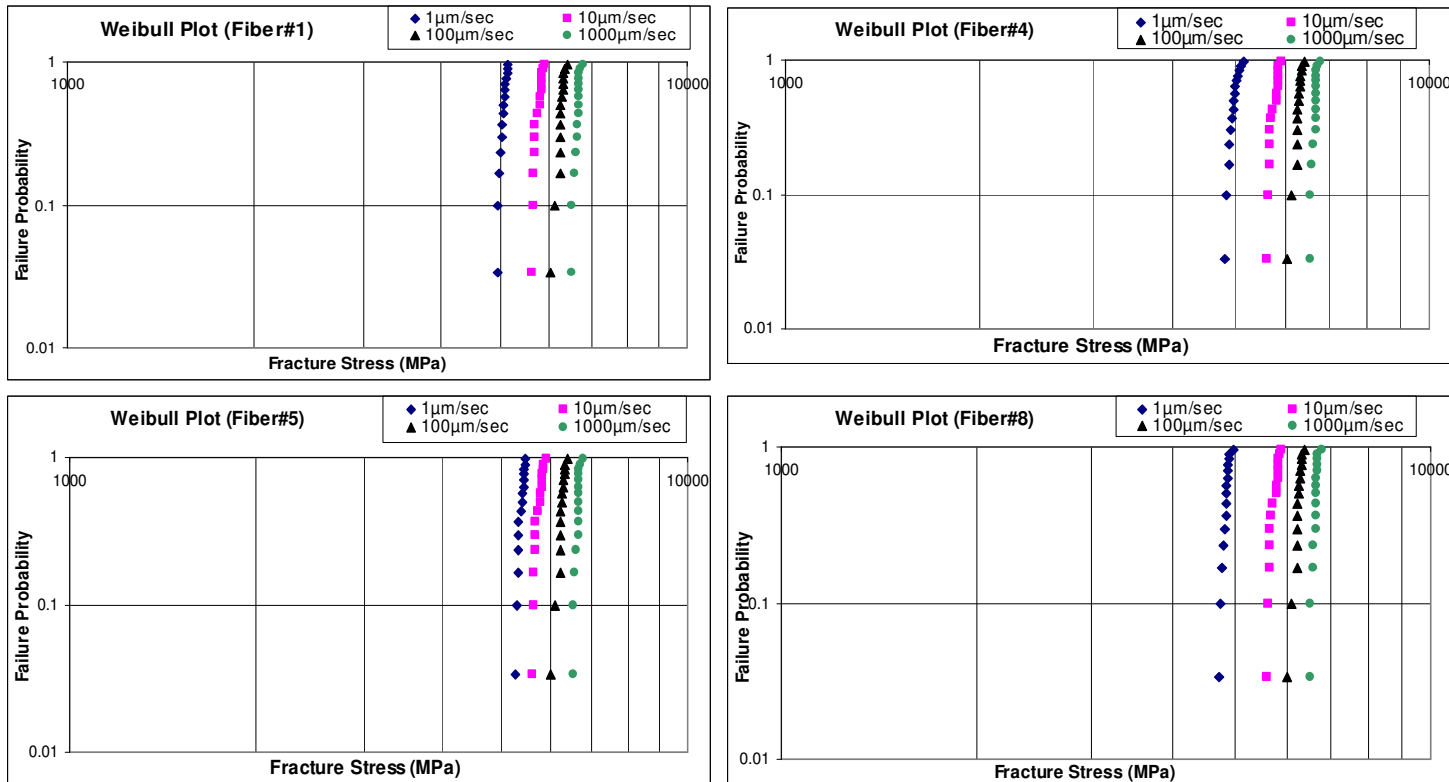 Weibull Plot (Fiber#1)
1µm/sec
10µm/sec
100µm/sec
1000µm/sec
1
1000
10000
0.1
0.01
Failure Probability
Fracture Stress (MPa)
Weibull Plot (Fiber#4)
1µm/sec
10µm/sec
100µm/sec
1000µm/sec
1
1000
10000
0.1
0.01
Failure Probability
Fracture Stress (MPa)
Weibull Plot (Fiber#5)
1µm/sec
10µm/sec
100µm/sec
1000µm/sec
1
1000
10000
0.1
0.01
Failure Probability
Fracture Stress (MPa)
Weibull Plot (Fiber#8)
1µm/sec
10µm/sec
100µm/sec
1000µm/sec
1
1000
10000
0.1
0.01
Failure Probability
Fracture Stress (MPa)